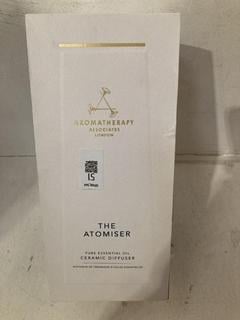 AROMATHERAPY
ASSOCIATES
LONDON
15
THE
ATOMISER
PURE ESSENTIAL OIL
CERAMIC DIFFUSER